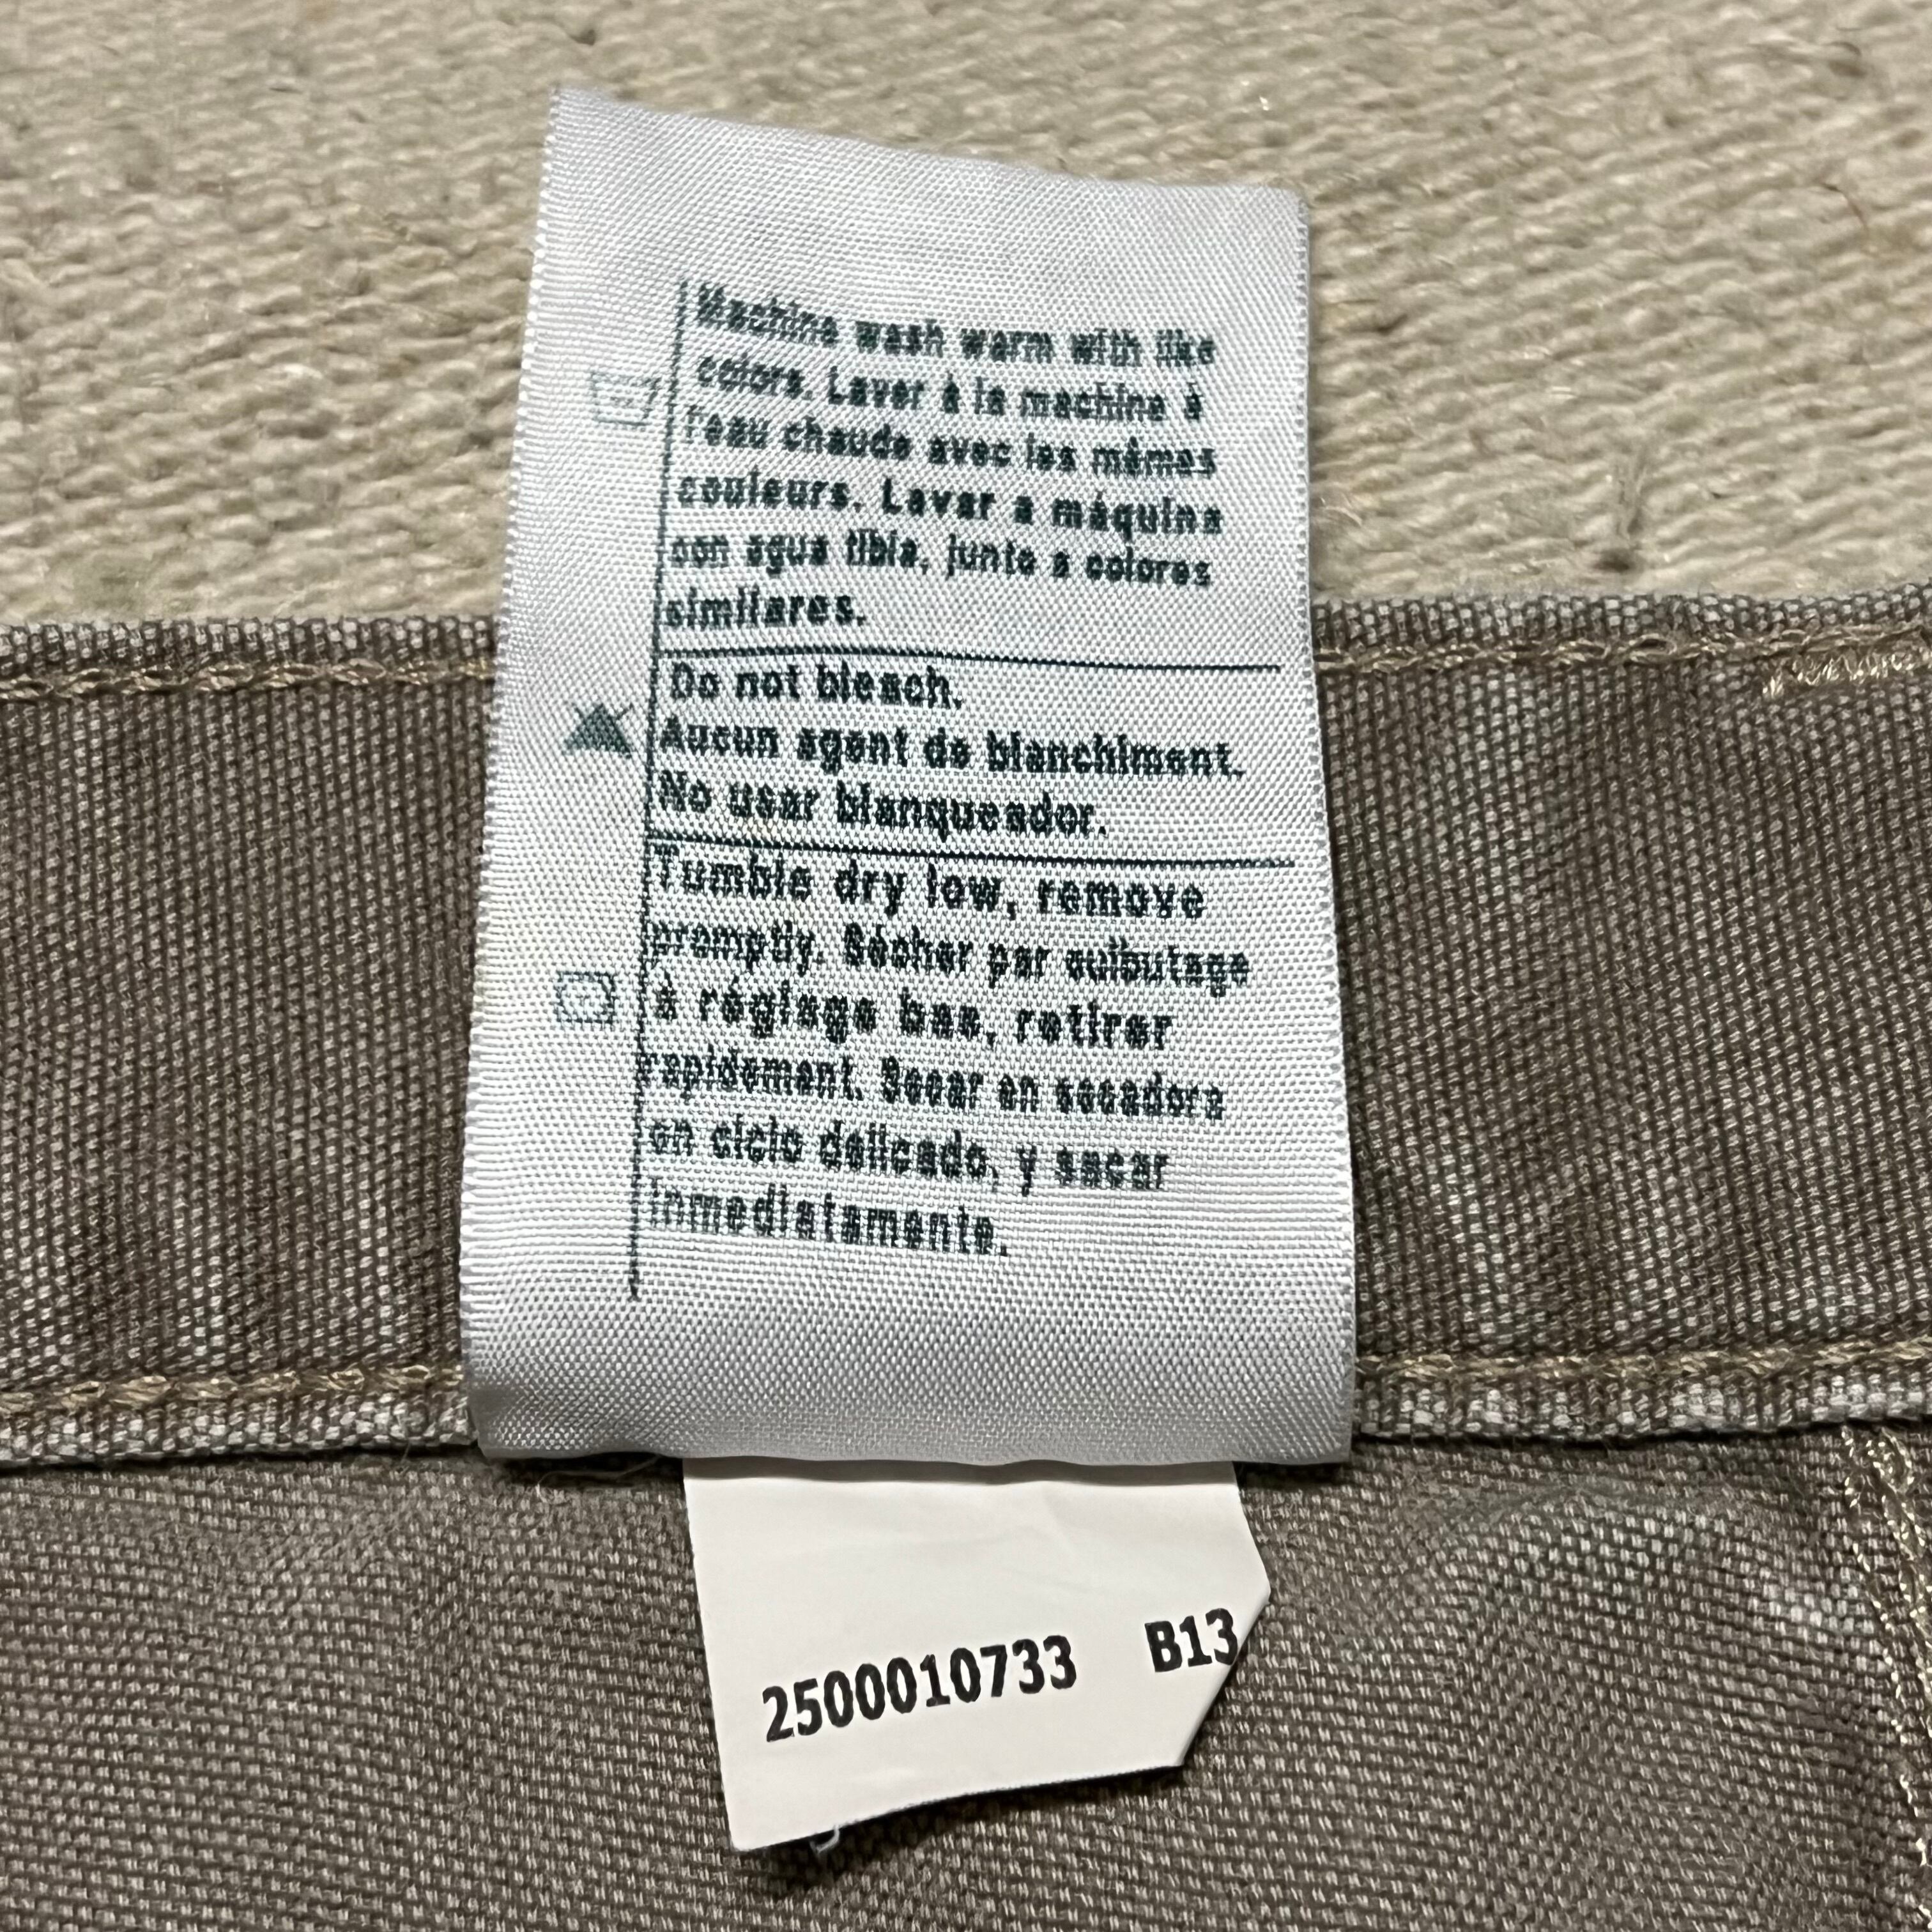 Machine wash warm with like
colors. Laver à la machine à
l'eau chaude avec les mêmes
couleurs. Lavar a máquina
con agua tibia, junto a colores
similares.
Do not bleach.
Aucun agent de blanchiment.
No usar blanqueador.
Tumble dry low, remove
promptly. Sécher par culbutage
à réglage bas, retirer
rapidement. Secar en secadora
en ciclo delicado, y sacar
inmediatamente.
2500010733 B13